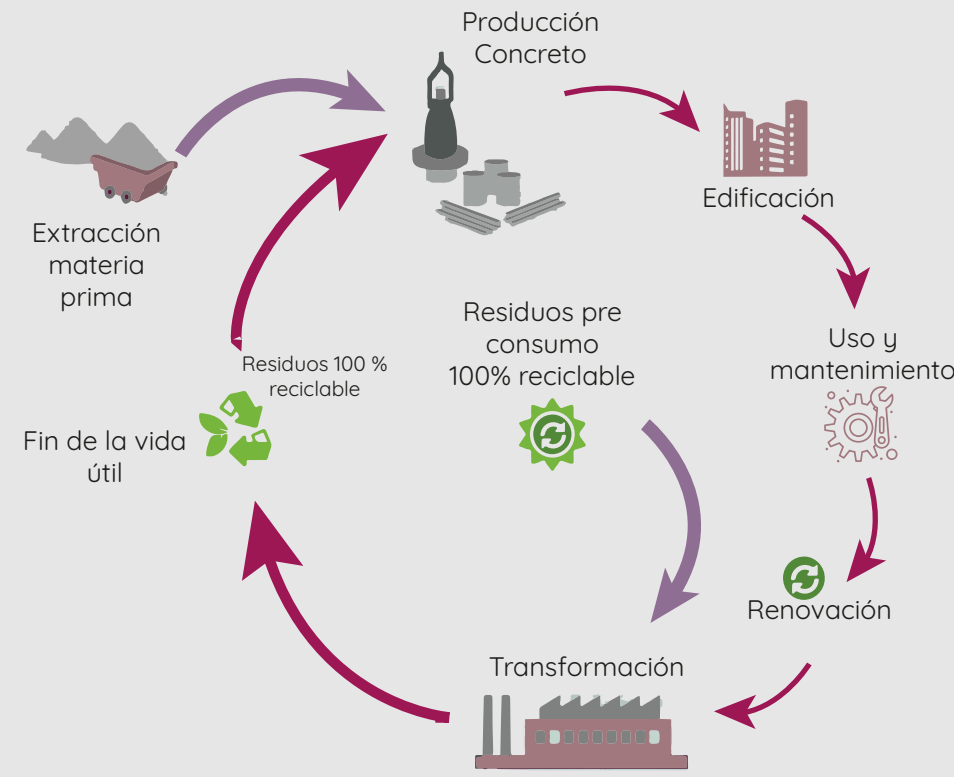 Producción
Concreto
Edificación
Extracción
materia
prima
Residuos pre
consumo
100% reciclable
Uso y
mantenimiento
Residuos 100 %
reciclable
Fin de la vida
útil
Renovación
Transformación